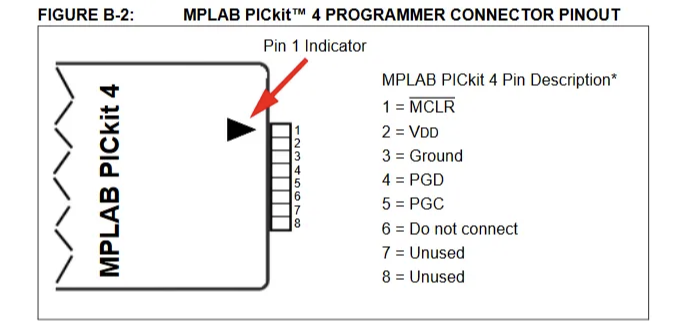 FIGURE B-2: MPLAB PICkit™ 4 PROGRAMMER CONNECTOR PINOUT
Pin 1 Indicator
MPLAB PICkit 4
1
2
3
4
5
6
7
8
MPLAB PICkit 4 Pin Description*
1 = MCLR
2 = VDD
3 = Ground
4 = PGD
5 = PGC
6 = Do not connect
7 = Unused
8 = Unused